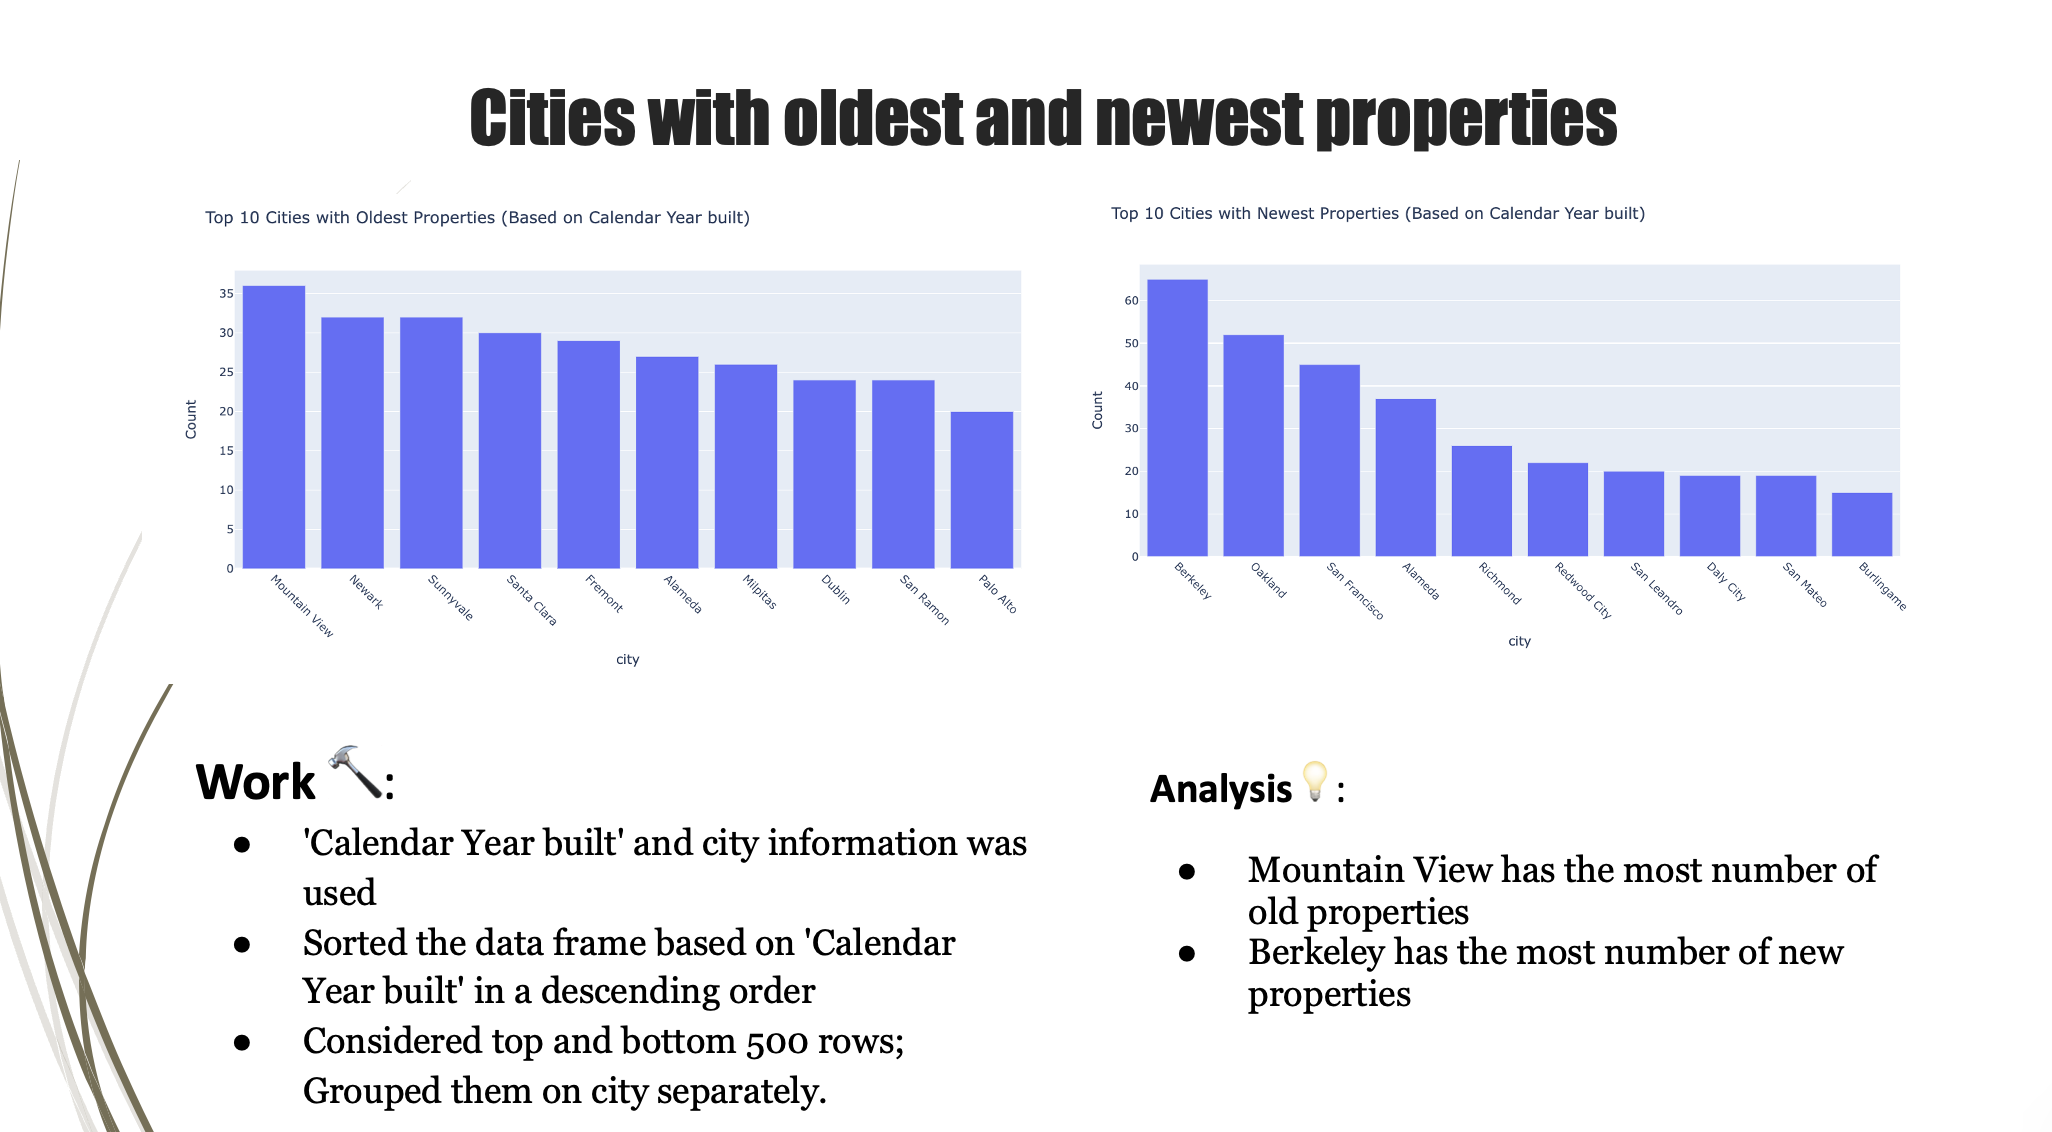 Cities with oldest and newest properties
Top 10 Cities with Oldest Properties (Based on Calendar Year built)
35
30
25
20
15
10
5
0
Count
Mountain View
Newark
Sunnyvale
Santa Clara
Fremont
Alameda
Milpitas
Dublin
San Ramon
Palo Alto
city
Top 10 Cities with Newest Properties (Based on Calendar Year built)
60
50
40
30
20
10
0
Count
Berkeley
Oakland
San Francisco
Alameda
Richmond
Redwood City
San Leandro
Daly City
San Mateo
Burlingame
city
Work🔨:
● 'Calendar Year built' and city information was
used
● Sorted the data frame based on 'Calendar
Year built' in a descending order
● Considered top and bottom 500 rows;
Grouped them on city separately.
Analysis💡:
● Mountain View has the most number of
old properties
● Berkeley has the most number of new
properties